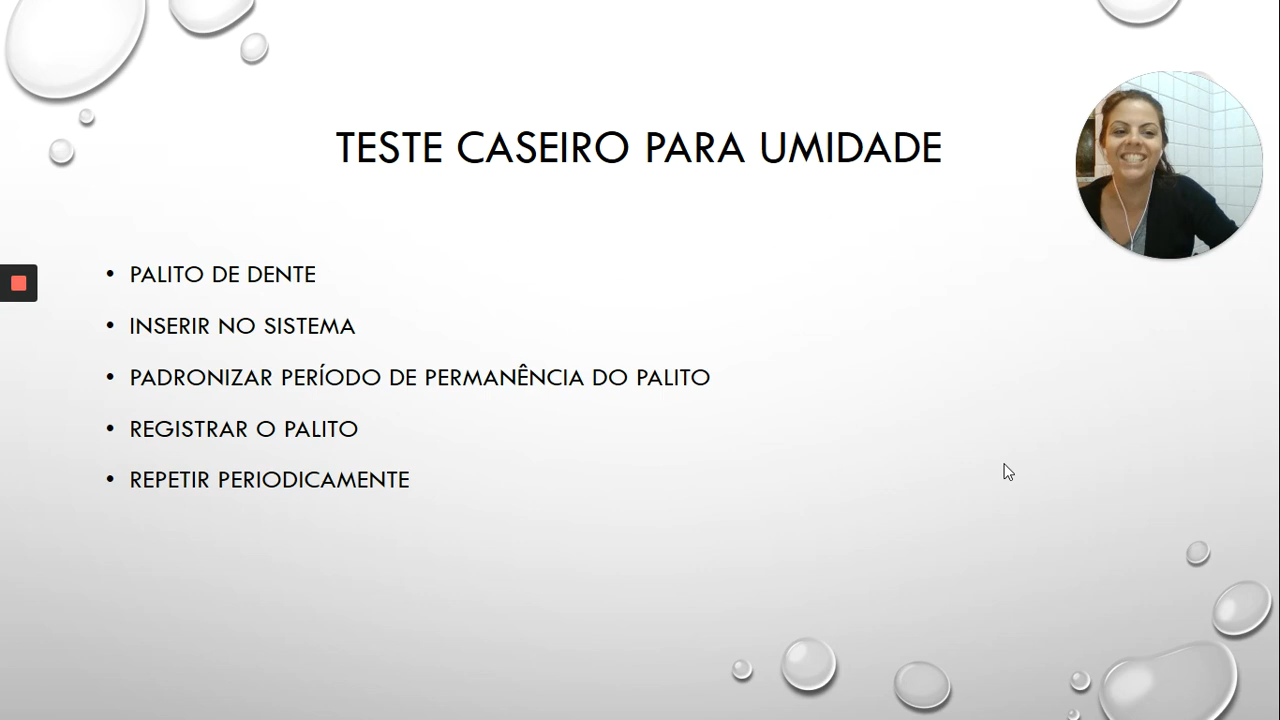 TESTE CASEIRO PARA UMIDADE
• PALITO DE DENTE
• INSERIR NO SISTEMA
• PADRONIZAR PERÍODO DE PERMANÊNCIA DO PALITO
• REGISTRAR O PALITO
• REPETIR PERIODICAMENTE